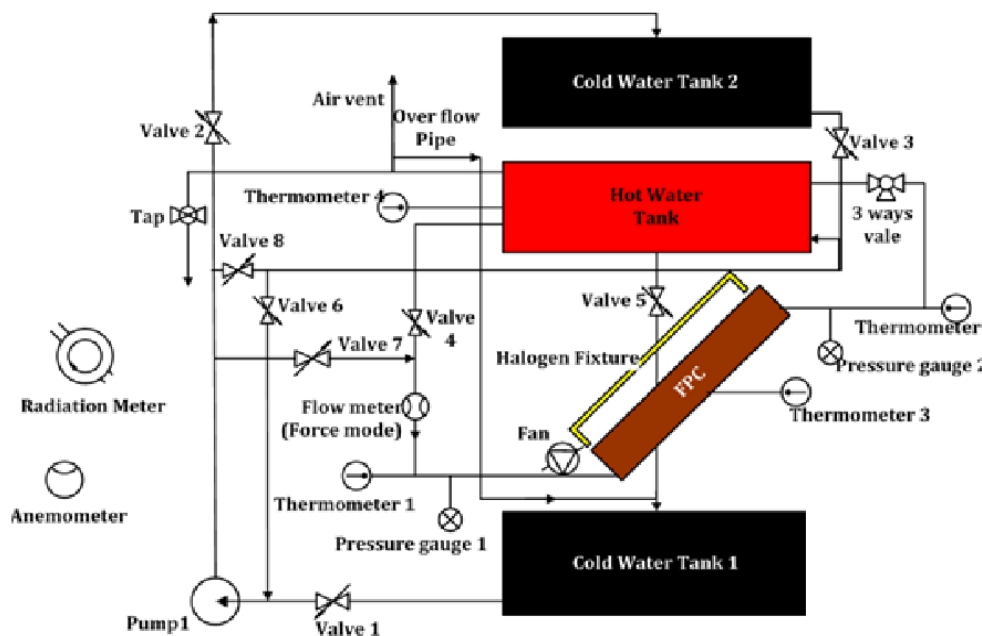 Cold Water Tank 2
Air vent
Over flow
Pipe
Valve 2
Valve 3
Hot Water
Tank
Thermometer 4
Tap
3 ways
vale
Valve 8
Valve 6
Valve 5
Valve
4
Valve 7
Thermometer
Halogen Fixture
Pressure gauge 2
FPC
Radiation Meter
Flow meter
(Force mode)
Thermometer 3
Fan
Thermometer 1
Anemometer
Pressure gauge 1
Cold Water Tank 1
Pump1
Valve 1